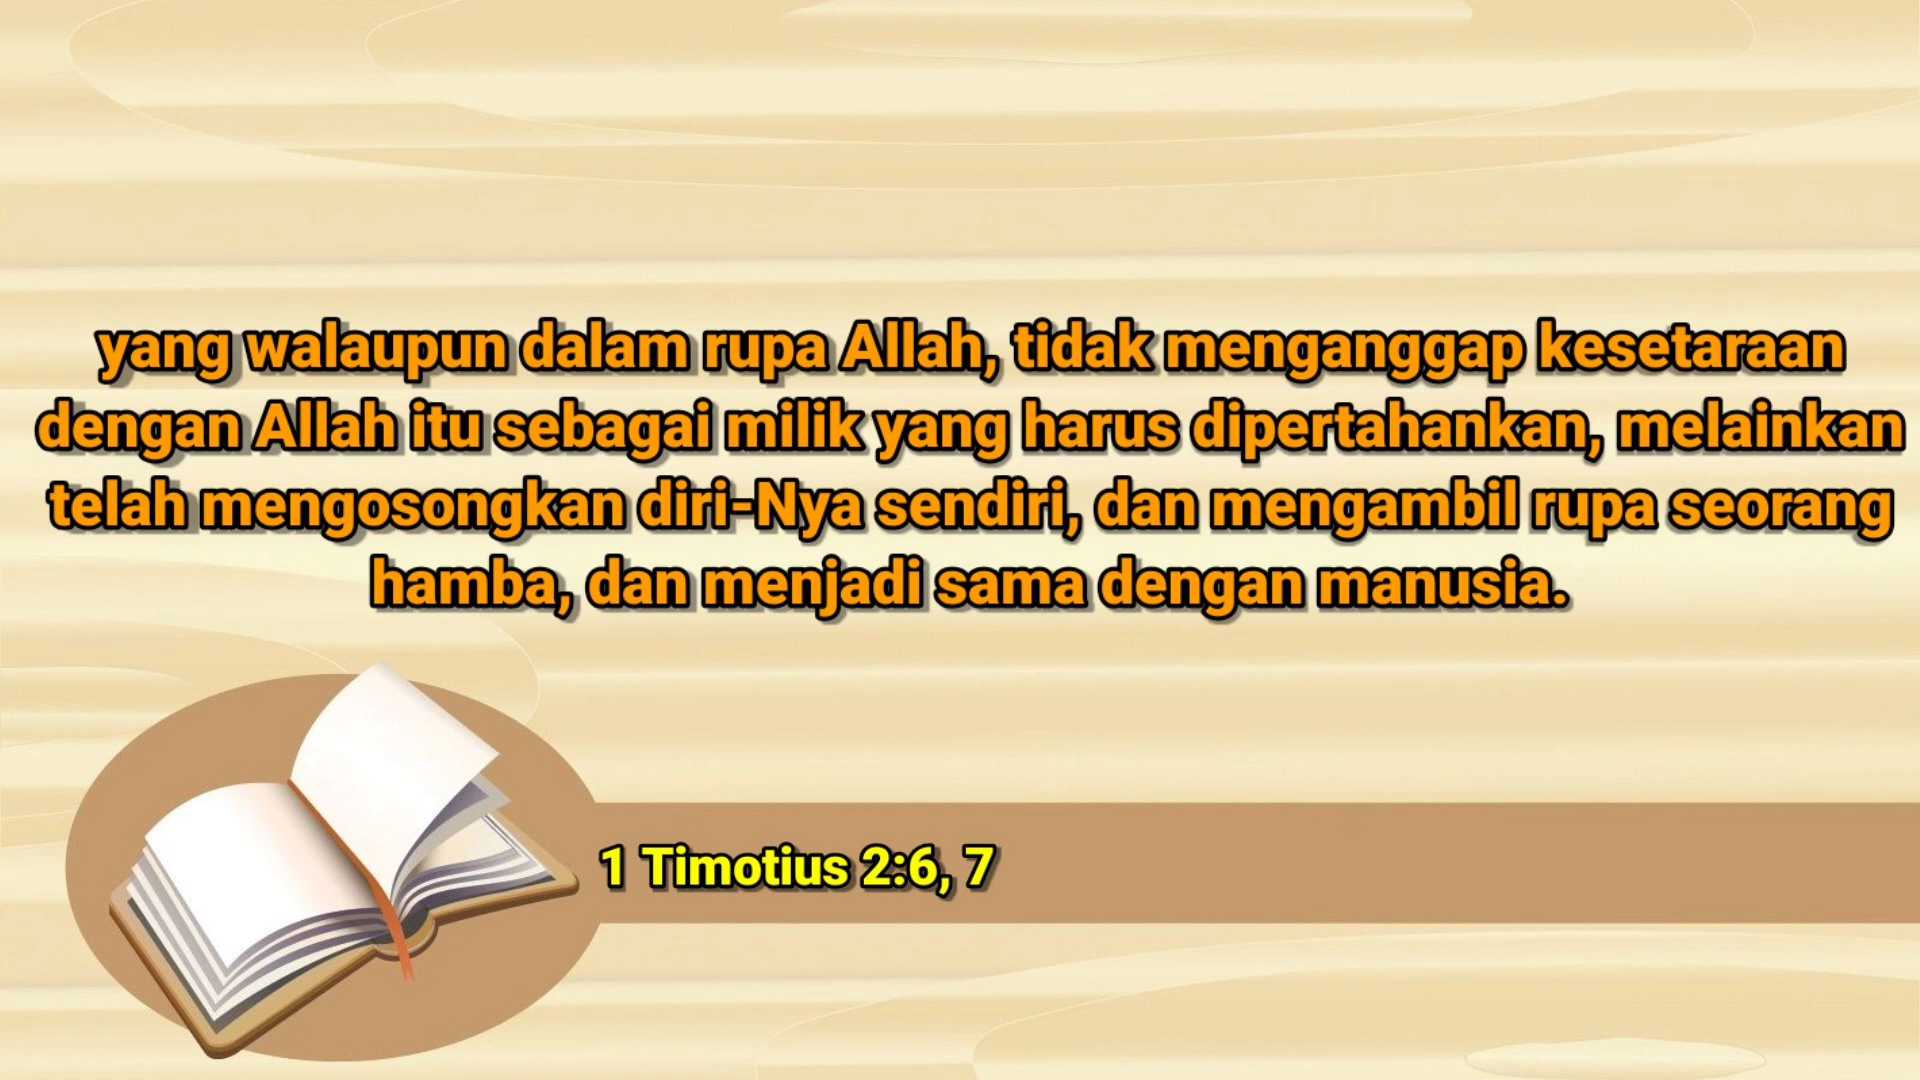 yang walaupun dalam rupa Allah, tidak menganggap kesetaraan
dengan Allah itu sebagai milik yang harus dipertahankan, melainkan
telah mengosongkan diri-Nya sendiri, dan mengambil rupa seorang
hamba, dan menjadi sama dengan manusia.
1 Timotius 2:6, 7